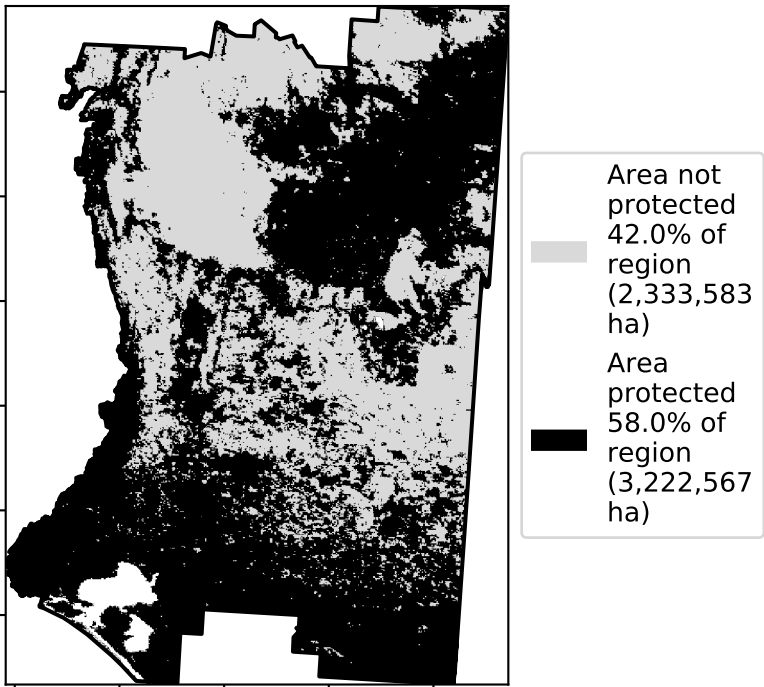 Area not
protected
42.0% of
region
(2,333,583
ha)
Area
protected
58.0% of
region
(3,222,567
ha)